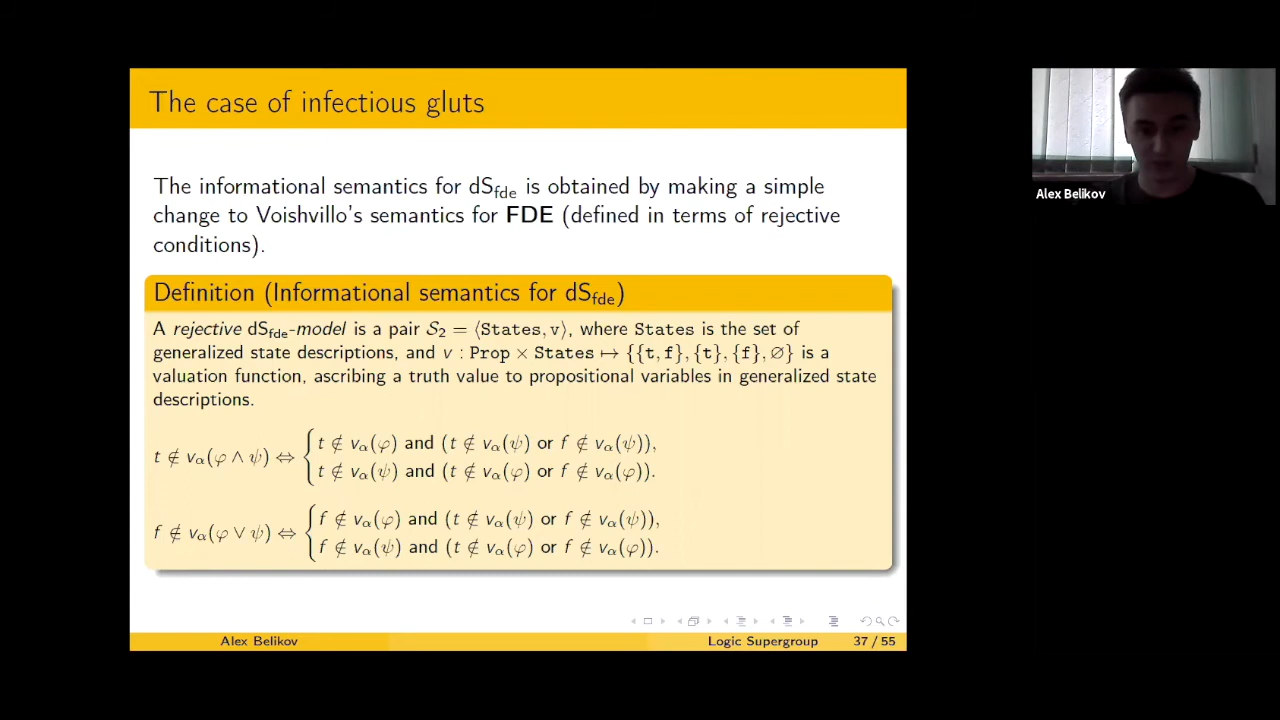 The case of infectious gluts
Alex Belikov
The informational semantics for dS_fde is obtained by making a simple
change to Voishvillo's semantics for FDE (defined in terms of rejective
conditions).
Definition (Informational semantics for dS_fde)
A rejective dS_fde-model is a pair 𝒮₂ = ⟨States, v⟩, where States is the set of
generalized state descriptions, and v : Prop × States ↦ {{t, f}, {t}, {f}, ∅} is a
valuation function, ascribing a truth value to propositional variables in generalized state
descriptions.
t ∉ v_α(φ ∧ ψ) ⇔ { t ∉ v_α(φ) and (t ∉ v_α(ψ) or f ∉ v_α(ψ)),
t ∉ v_α(ψ) and (t ∉ v_α(φ) or f ∉ v_α(φ)).
f ∉ v_α(φ ∨ ψ) ⇔ { f ∉ v_α(φ) and (t ∉ v_α(ψ) or f ∉ v_α(ψ)),
f ∉ v_α(ψ) and (t ∉ v_α(φ) or f ∉ v_α(φ)).
Alex Belikov
Logic Supergroup
37 / 55